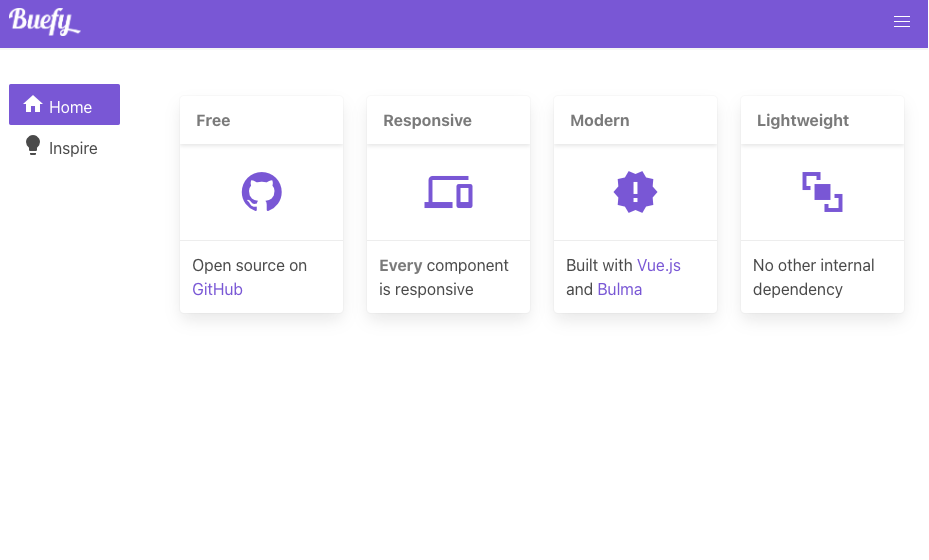 Buefy
Home
Inspire
Free
Open source on
GitHub
Responsive
Every component
is responsive
Modern
Built with Vue.js
and Bulma
Lightweight
No other internal
dependency